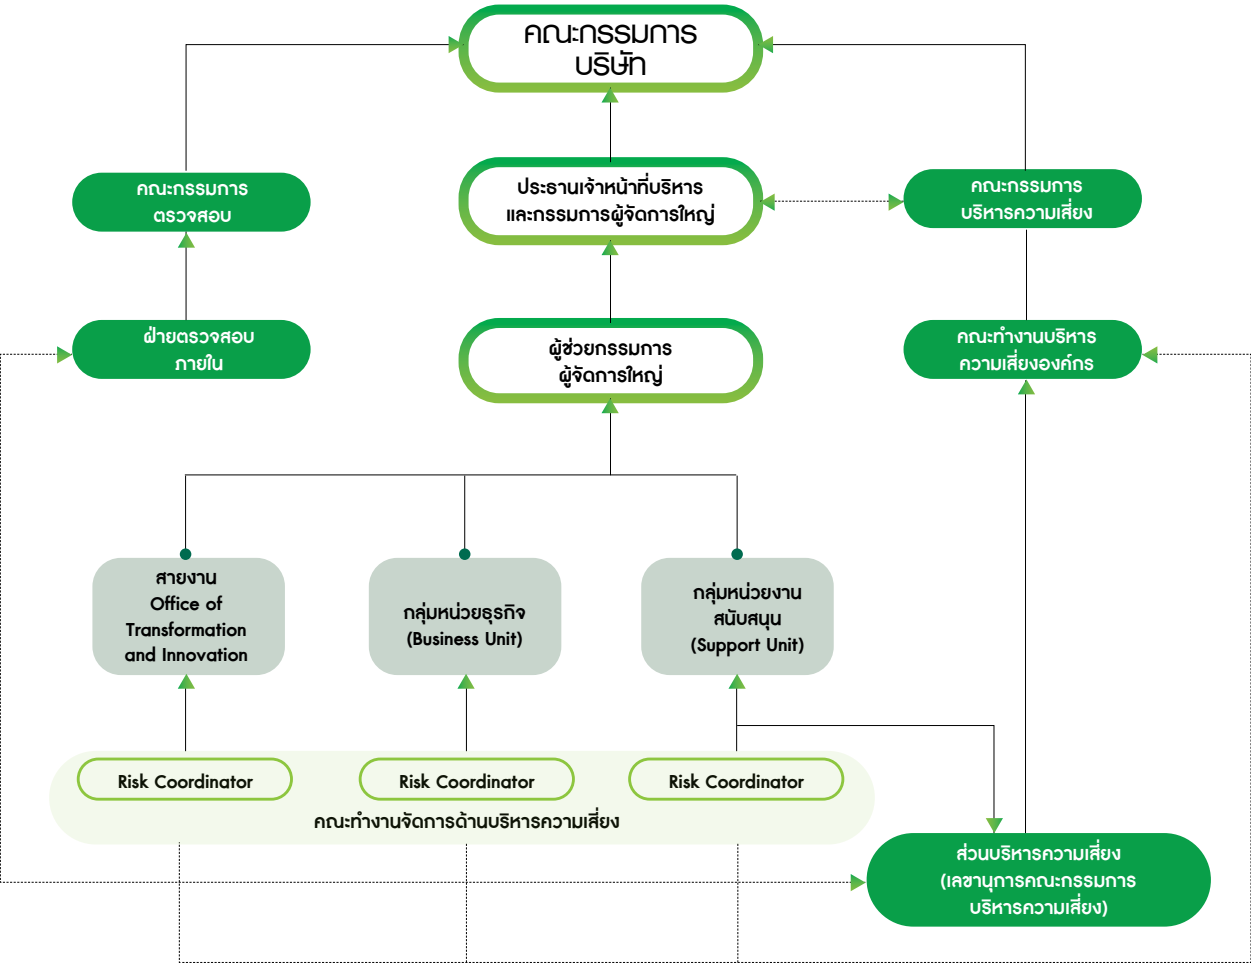 คณะกรรมการ
บริษัท
คณะกรรมการ
ตรวจสอบ
ประธานเจ้าหน้าที่บริหาร
และกรรมการผู้จัดการใหญ่
คณะกรรมการ
บริหารความเสี่ยง
ฝ่ายตรวจสอบ
ภายใน
ผู้ช่วยกรรมการ
ผู้จัดการใหญ่
คณะทำงานบริหาร
ความเสี่ยงองค์กร
สายงาน
Office of
Transformation
and Innovation
กลุ่มหน่วยธุรกิจ
(Business Unit)
กลุ่มหน่วยงาน
สนับสนุน
(Support Unit)
Risk Coordinator
Risk Coordinator
Risk Coordinator
คณะทำงานจัดการด้านบริหารความเสี่ยง
ส่วนบริหารความเสี่ยง
(เลขานุการคณะกรรมการ
บริหารความเสี่ยง)